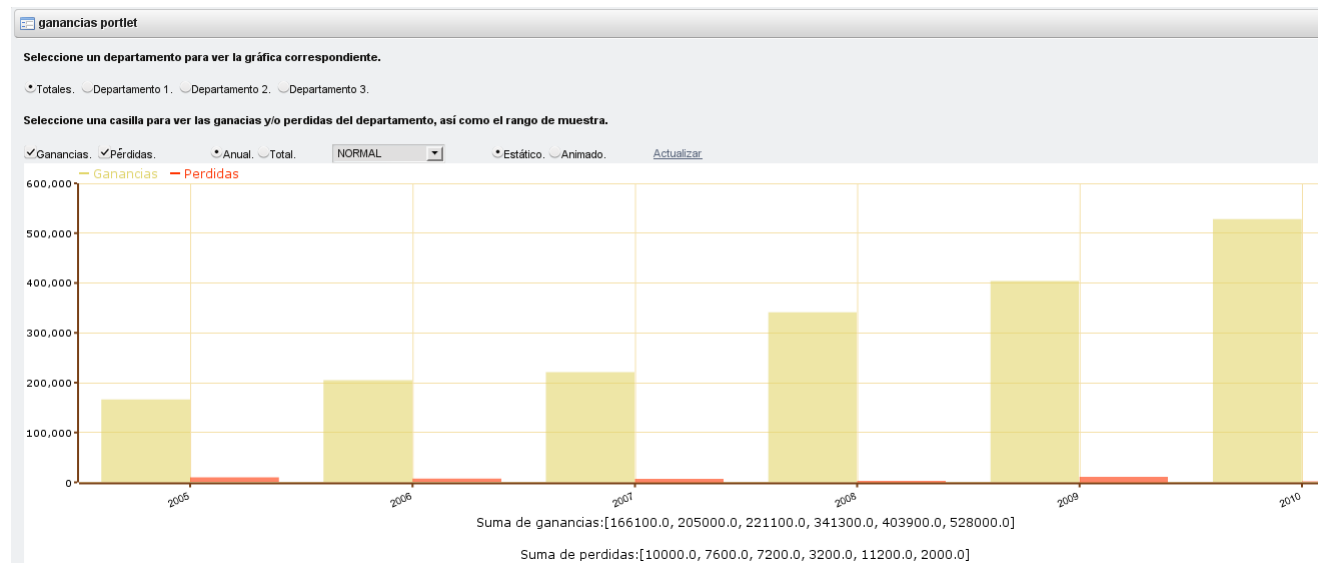 ganancias portlet
Seleccione un departamento para ver la gráfica correspondiente.
Totales. Departamento 1. Departamento 2. Departamento 3.
Seleccione una casilla para ver las ganacias y/o perdidas del departamento, así como el rango de muestra.
Ganancias. Pérdidas. Anual. Total. NORMAL Estático. Animado. Actualizar
Ganancias Perdidas
600,000
500,000
400,000
300,000
200,000
100,000
0
2005 2006 2007 2008 2009 2010
Suma de ganancias:[166100.0, 205000.0, 221100.0, 341300.0, 403900.0, 528000.0]
Suma de perdidas:[10000.0, 7600.0, 7200.0, 3200.0, 11200.0, 2000.0]